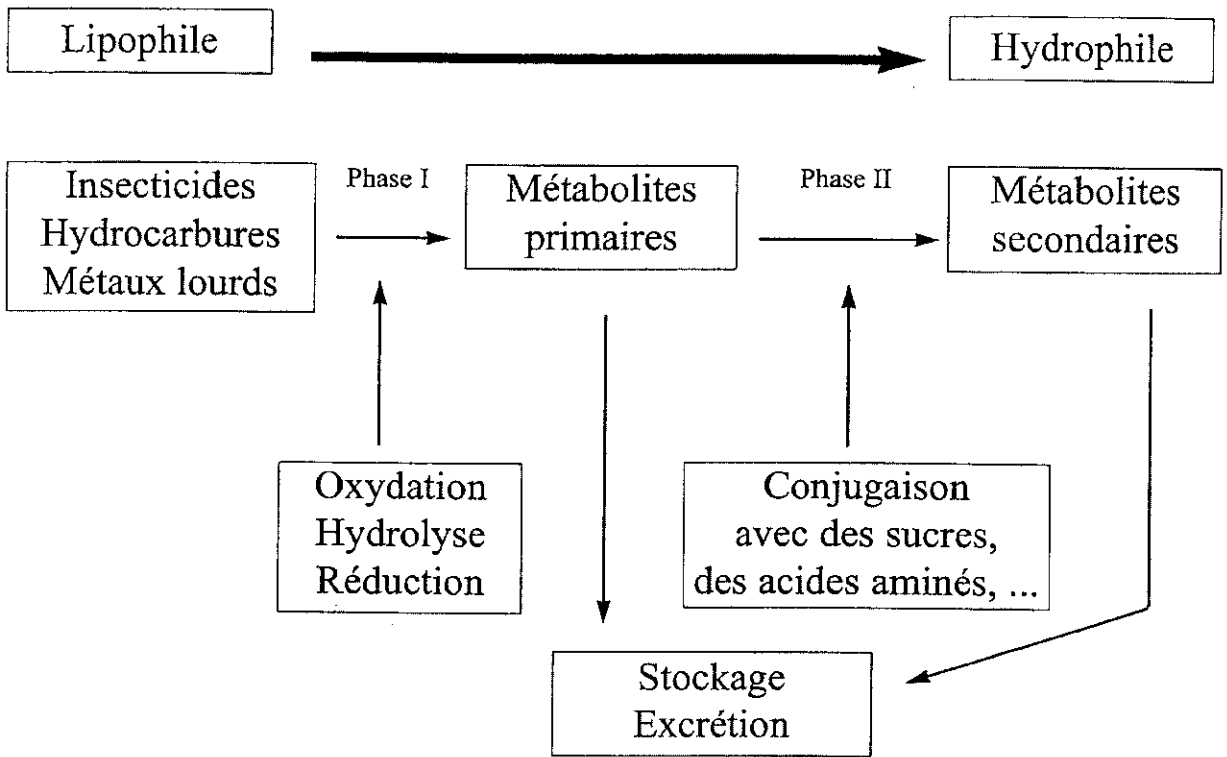 Lipophile
Hydrophile
Insecticides
Hydrocarbures
Métaux lourds
Phase I
Métabolites
primaires
Phase II
Métabolites
secondaires
Oxydation
Hydrolyse
Réduction
Conjugaison
avec des sucres,
des acides aminés, ...
Stockage
Excrétion